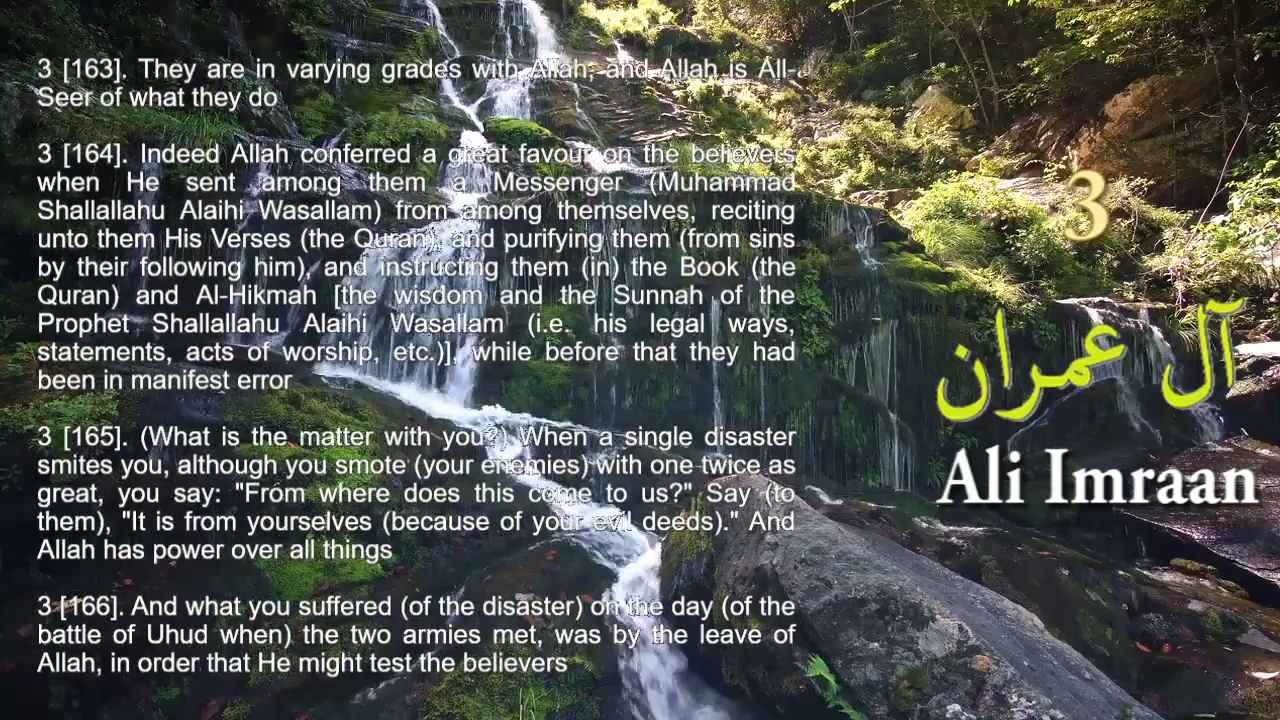 3 [163]. They are in varying grades with Allah, and Allah is All-
Seer of what they do
3 [164]. Indeed Allah conferred a great favour on the believers
when He sent among them a Messenger (Muhammad
Shallallahu Alaihi Wasallam) from among themselves, reciting
unto them His Verses (the Quran), and purifying them (from sins
by their following him), and instructing them (in) the Book (the
Quran) and Al-Hikmah [the wisdom and the Sunnah of the
Prophet Shallallahu Alaihi Wasallam (i.e. his legal ways,
statements, acts of worship, etc.)], while before that they had
been in manifest error
3 [165]. (What is the matter with you?) When a single disaster
smites you, although you smote (your enemies) with one twice as
great, you say: "From where does this come to us?" Say (to
them), "It is from yourselves (because of your evil deeds)." And
Allah has power over all things
3 [166]. And what you suffered (of the disaster) on the day (of the
battle of Uhud when) the two armies met, was by the leave of
Allah, in order that He might test the believers
3
آل عمران
Ali Imraan